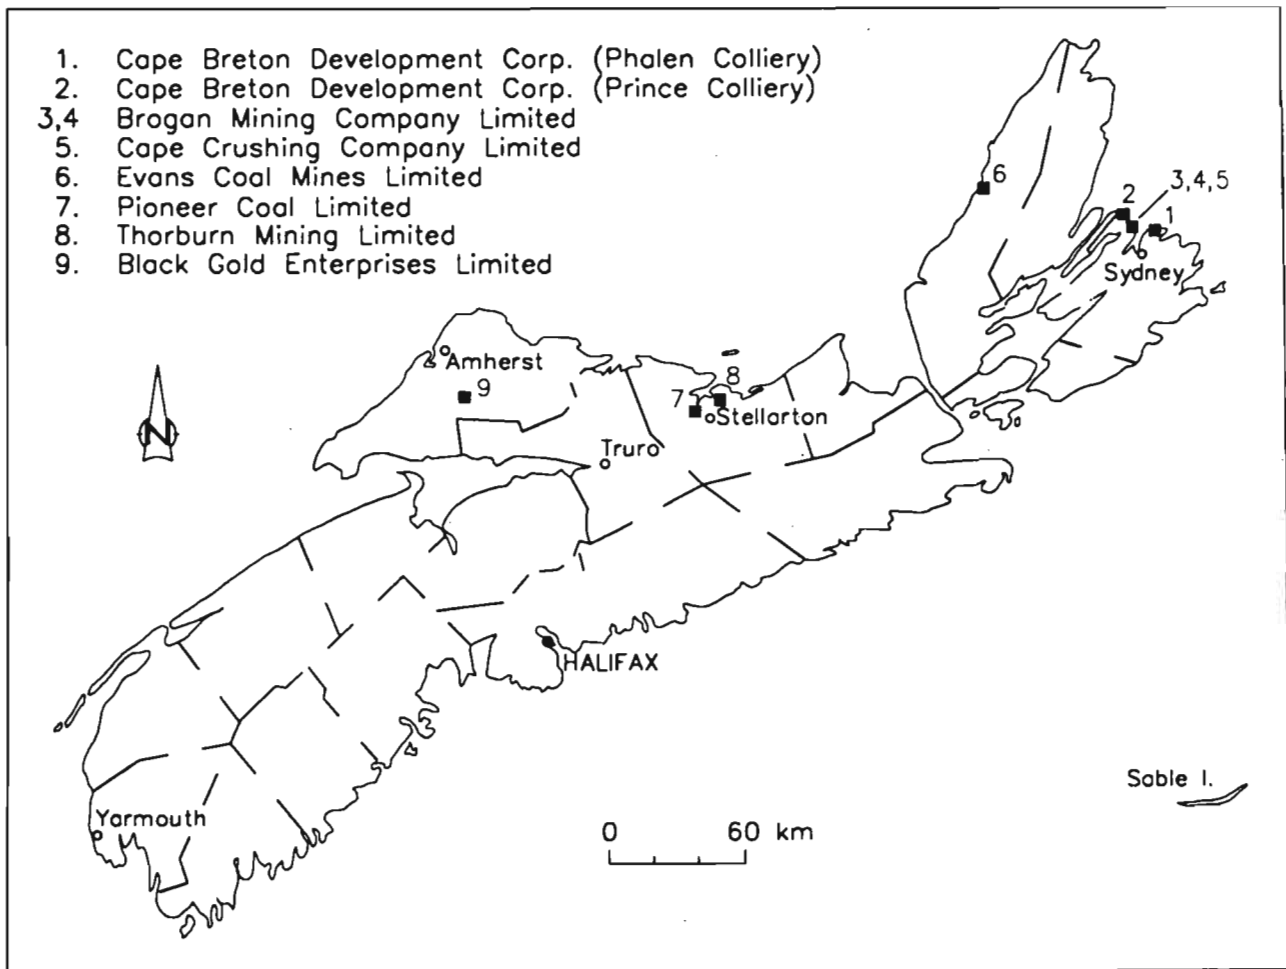 1. Cape Breton Development Corp. (Phalen Colliery)
2. Cape Breton Development Corp. (Prince Colliery)
3,4 Brogan Mining Company Limited
5. Cape Crushing Company Limited
6. Evans Coal Mines Limited
7. Pioneer Coal Limited
8. Thorburn Mining Limited
9. Black Gold Enterprises Limited
6
3,4,5
2
1
Sydney
Amherst
9
8
7
Stellarton
Truro
N
HALIFAX
Sable I.
Yarmouth
0 60 km